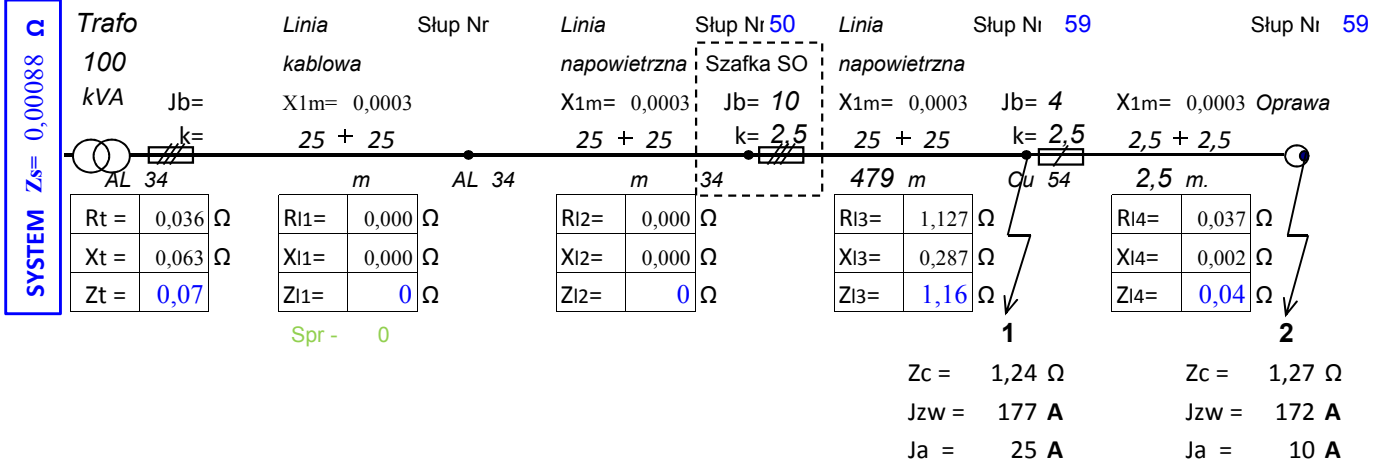 SYSTEM Zs= 0,00088 Ω
Trafo Linia Słup Nr Linia Słup Nr 50 Linia Słup Nr 59 Słup Nr 59
100 kablowa napowietrzna Szafka SO napowietrzna
kVA Jb= X1m= 0,0003 X1m= 0,0003 Jb= 10 X1m= 0,0003 Jb= 4 X1m= 0,0003 Oprawa
k= 25 + 25 25 + 25 k= 2,5 25 + 25 k= 2,5 2,5 + 2,5
AL 34 m AL 34 m 34 479 m Cu 54 2,5 m.
Rt = 0,036 Ω Rl1= 0,000 Ω Rl2= 0,000 Ω Rl3= 1,127 Ω Rl4= 0,037 Ω
Xt = 0,063 Ω Xl1= 0,000 Ω Xl2= 0,000 Ω Xl3= 0,287 Ω Xl4= 0,002 Ω
Zt = 0,07 Zl1= 0 Ω Zl2= 0 Ω Zl3= 1,16 Ω Zl4= 0,04 Ω
Spr - 0 1 2
Zc = 1,24 Ω Zc = 1,27 Ω
Jzw = 177 A Jzw = 172 A
Ja = 25 A Ja = 10 A